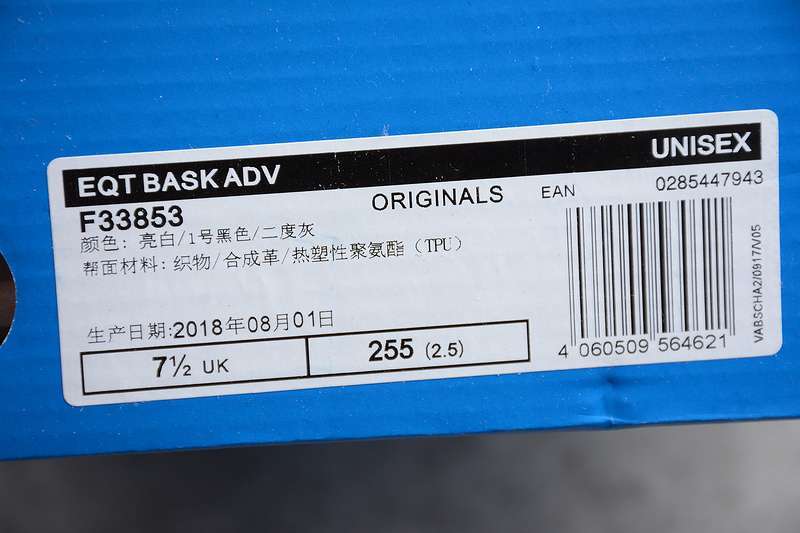 EQT BASK ADV UNISEX
F33853 ORIGINALS EAN 0285447943
颜色: 亮白/1号黑色/二度灰
帮面材料: 织物/合成革/热塑性聚氨酯（TPU）
生产日期:2018年08月01日
7½ UK 255 (2.5)
4 060509 564621
VABSCHA2/0917/V05